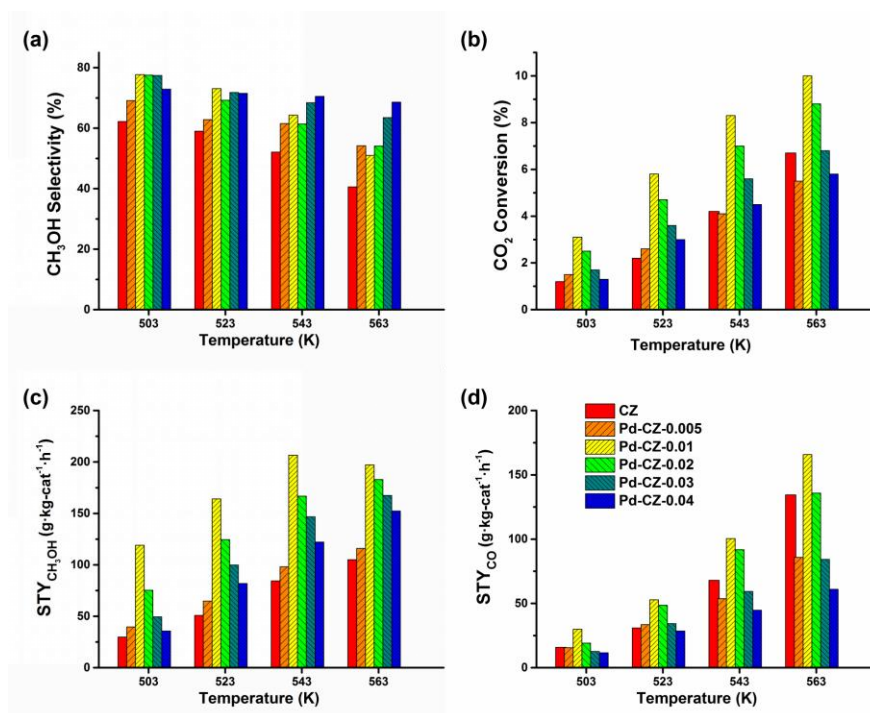 (a)
CH₃OH Selectivity (%)
80
60
40
20
0
503 523 543 563
Temperature (K)
(b)
CO₂ Conversion (%)
10
8
6
4
2
0
503 523 543 563
Temperature (K)
(c)
STY_CH₃OH (g·kg-cat⁻¹·h⁻¹)
250
200
150
100
50
0
503 523 543 563
Temperature (K)
(d)
STY_CO (g·kg-cat⁻¹·h⁻¹)
200
150
100
50
0
CZ
Pd-CZ-0.005
Pd-CZ-0.01
Pd-CZ-0.02
Pd-CZ-0.03
Pd-CZ-0.04
503 523 543 563
Temperature (K)